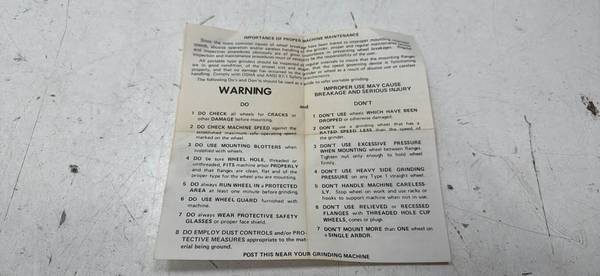 IMPORTANCE OF PROPER MACHINE MAINTENANCE
WARNING
IMPROPER USE MAY CAUSE
BREAKAGE AND SERIOUS INJURY
DO
and
DON'T
1 DO CHECK all wheels for CRACKS or
other DAMAGE before mounting.
2 DO CHECK MACHINE SPEED against the
established maximum safe operating speed
marked on the wheel.
3 DO USE MOUNTING BLOTTERS when
supplied with wheels.
4 DO be sure WHEEL HOLE, threaded or
unthreaded, FITS machine arbor PROPERLY
and that flanges are clean, flat and of the
proper type for the wheel you are mounting.
5 DO always RUN WHEEL in a PROTECTED
AREA at least one minute before grinding.
6 DO USE WHEEL GUARD furnished with
machine.
7 DO always WEAR PROTECTIVE SAFETY
GLASSES or proper face shield.
8 DO EMPLOY DUST CONTROLS and/or PRO-
TECTIVE MEASURES appropriate to the mat-
erial being ground.
1 DON'T USE wheels WHICH HAVE BEEN
DROPPED or otherwise damaged.
2 DON'T use a grinding wheel that has a
RATED SPEED LESS than the speed of
the grinder.
3 DON'T USE EXCESSIVE PRESSURE
WHEN MOUNTING wheel between flanges.
Tighten nut only enough to hold wheel
firmly.
4 DON'T USE HEAVY SIDE GRINDING
PRESSURE on any Type 1 straight wheel.
5 DON'T HANDLE MACHINE CARELESS-
LY. Stop wheel on work and use racks or
hooks to support machine when not in use.
6 DON'T USE RELIEVED or RECESSED
FLANGES with THREADED HOLE CUP
WHEELS, cones or plugs.
7 DON'T MOUNT MORE than ONE wheel on
a SINGLE ARBOR.
POST THIS NEAR YOUR GRINDING MACHINE